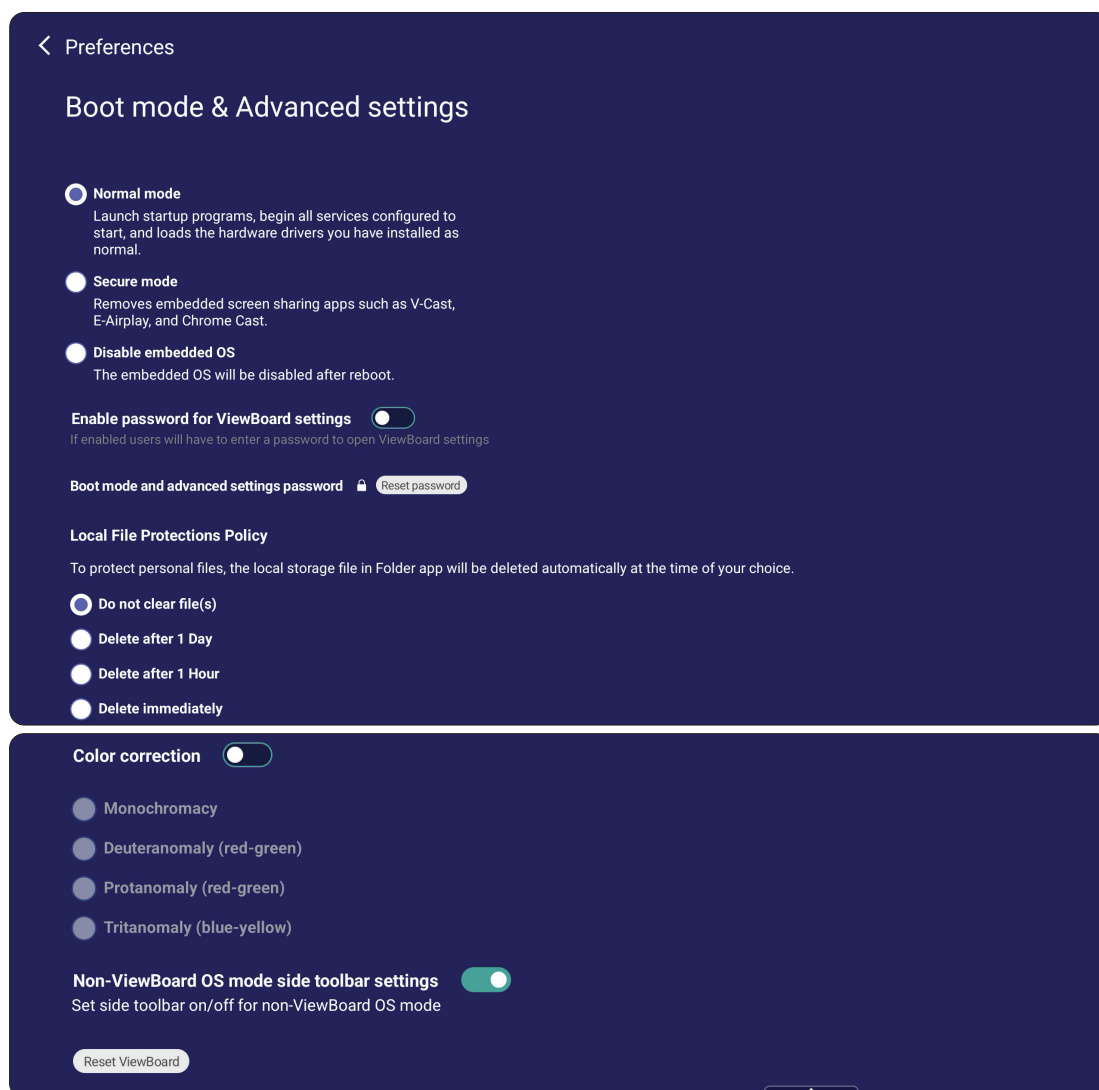 Preferences
Boot mode & Advanced settings
Normal mode
Launch startup programs, begin all services configured to
start, and loads the hardware drivers you have installed as
normal.
Secure mode
Removes embedded screen sharing apps such as V-Cast,
E-Airplay, and Chrome Cast.
Disable embedded OS
The embedded OS will be disabled after reboot.
Enable password for ViewBoard settings
If enabled users will have to enter a password to open ViewBoard settings
Boot mode and advanced settings password Reset password
Local File Protections Policy
To protect personal files, the local storage file in Folder app will be deleted automatically at the time of your choice.
Do not clear file(s)
Delete after 1 Day
Delete after 1 Hour
Delete immediately
Color correction
Monochromacy
Deuteranomaly (red-green)
Protanomaly (red-green)
Tritanomaly (blue-yellow)
Non-ViewBoard OS mode side toolbar settings
Set side toolbar on/off for non-ViewBoard OS mode
Reset ViewBoard